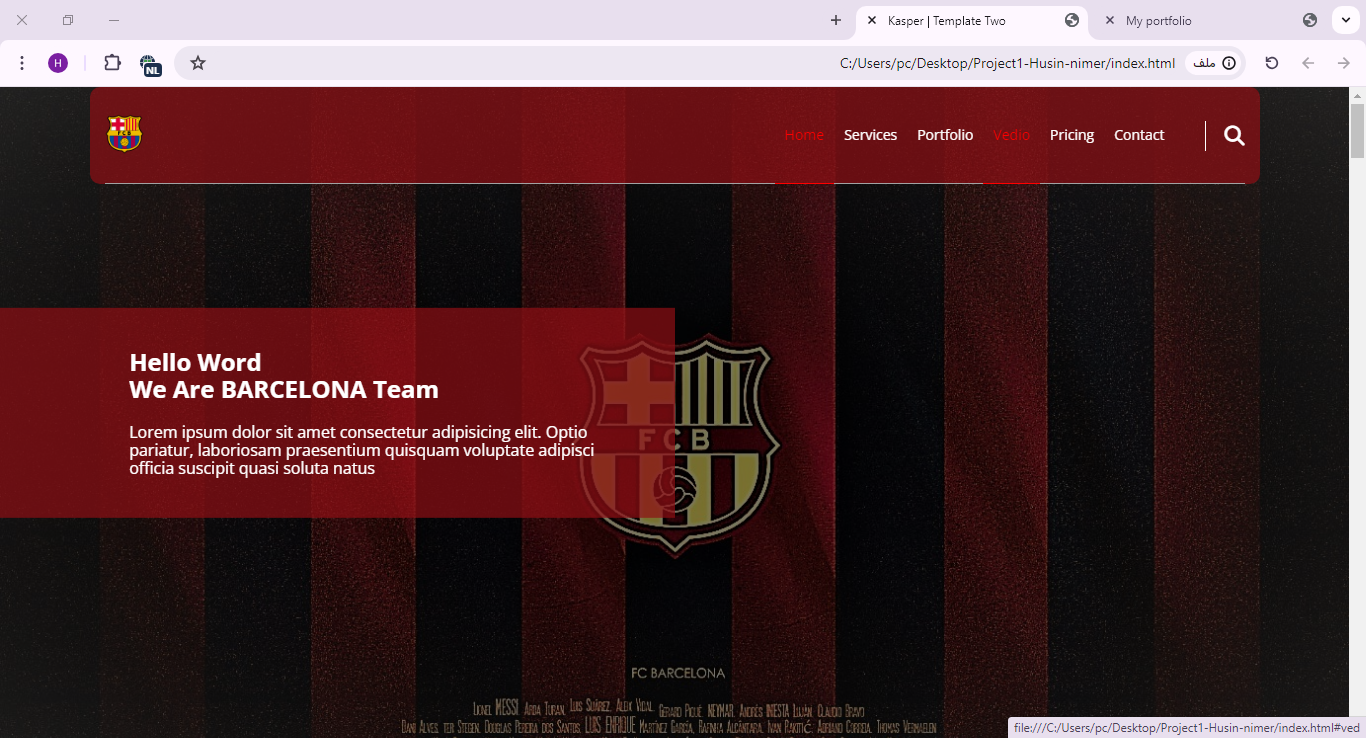 Kasper | Template Two
My portfolio
H
NL
C:/Users/pc/Desktop/Project1-Husin-nimer/index.html
ملف
FCB
Home
Services
Portfolio
Vedio
Pricing
Contact
Hello Word
We Are BARCELONA Team
Lorem ipsum dolor sit amet consectetur adipisicing elit. Optio
pariatur, laboriosam praesentium quisquam voluptate adipisci
officia suscipit quasi soluta natus
FCB
FC BARCELONA
Lionel MESSI Arda Turan, Luis Suárez, Aleix Vidal, Gerard Piqué, NEYMAR, Andrés INIESTA Luján, Claudio Bravo
Dani Alves, ter Stegen, Douglas Pereira dos Santos, LUIS ENRIQUE Martínez García, Rafinha Alcántara, Ivan Rakitić, Adriano Correia, Thomas Vermaelen
file:///C:/Users/pc/Desktop/Project1-Husin-nimer/index.html#ved